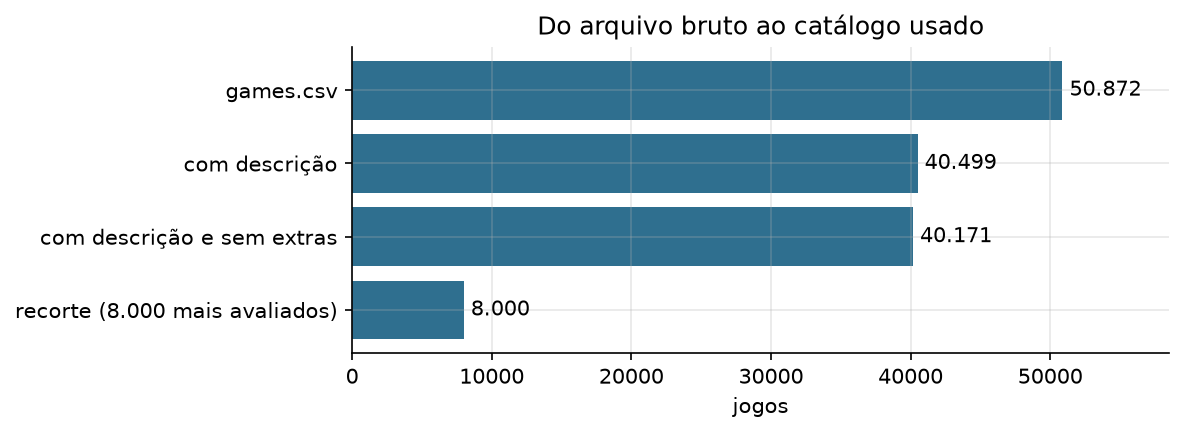 Do arquivo bruto ao catálogo usado
games.csv
50.872
com descrição
40.499
com descrição e sem extras
40.171
recorte (8.000 mais avaliados)
8.000
0 10000 20000 30000 40000 50000
jogos